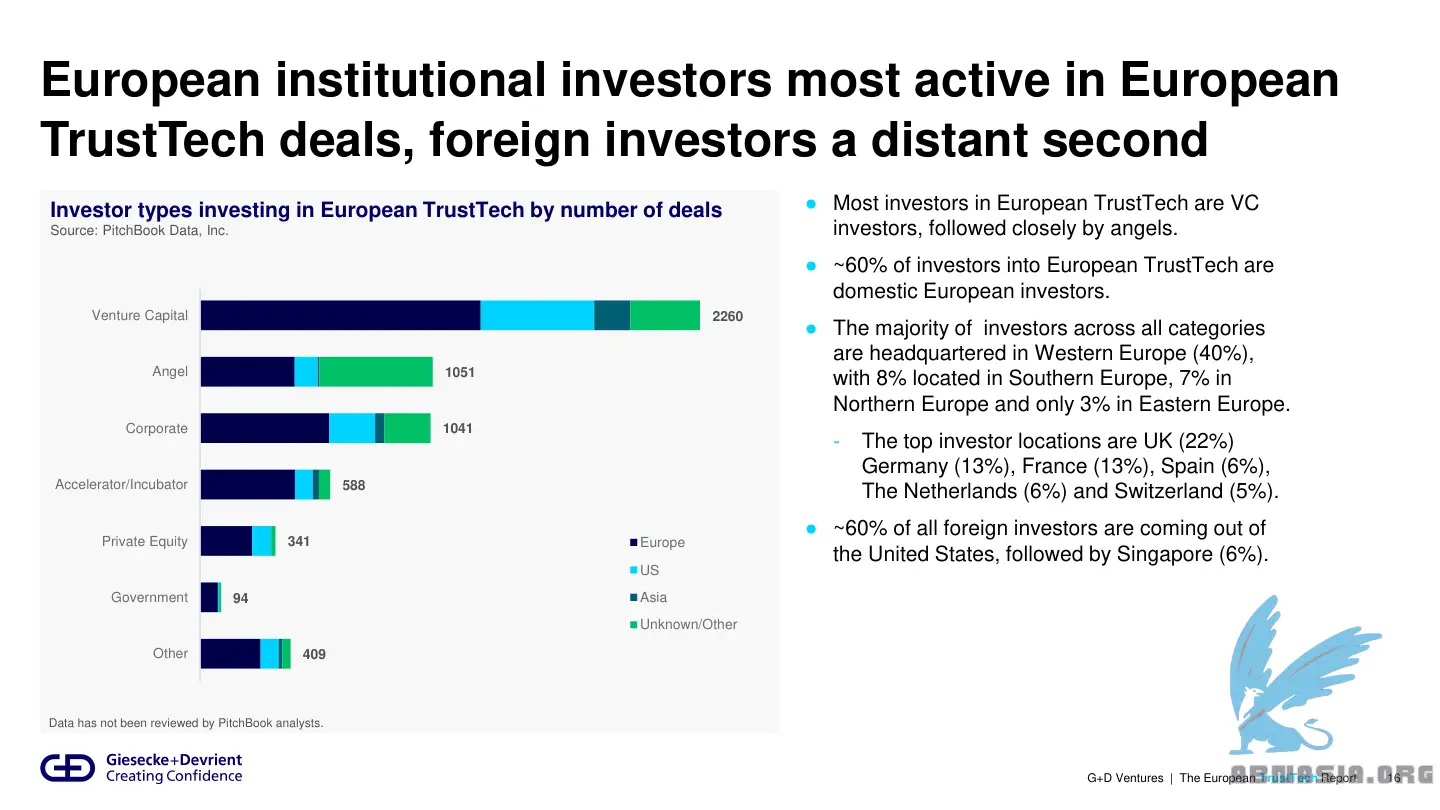 European institutional investors most active in European
TrustTech deals, foreign investors a distant second
Investor types investing in European TrustTech by number of deals
Source: PitchBook Data, Inc.
Venture Capital
2260
Angel
1051
Corporate
1041
Accelerator/Incubator
588
Private Equity
341
Government
94
Other
409
Europe
US
Asia
Unknown/Other
Data has not been reviewed by PitchBook analysts.
● Most investors in European TrustTech are VC
investors, followed closely by angels.
● ~60% of investors into European TrustTech are
domestic European investors.
● The majority of investors across all categories
are headquartered in Western Europe (40%),
with 8% located in Southern Europe, 7% in
Northern Europe and only 3% in Eastern Europe.
- The top investor locations are UK (22%)
Germany (13%), France (13%), Spain (6%),
The Netherlands (6%) and Switzerland (5%).
● ~60% of all foreign investors are coming out of
the United States, followed by Singapore (6%).
Giesecke+Devrient
Creating Confidence
G+D Ventures | The European TrustTech Report
16